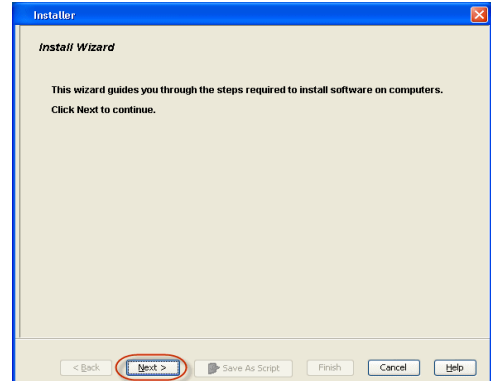 Installer
Install Wizard
This wizard guides you through the steps required to install software on computers.
Click Next to continue.
< Back Next > Save As Script Finish Cancel Help